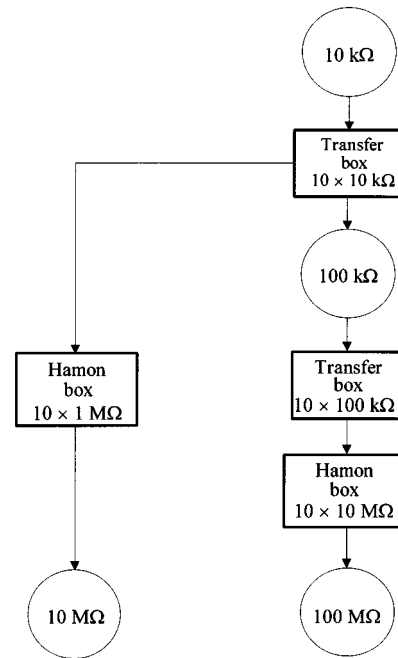 10 kΩ
Transfer
box
10 × 10 kΩ
100 kΩ
Hamon
box
10 × 1 MΩ
Transfer
box
10 × 100 kΩ
Hamon
box
10 × 10 MΩ
10 MΩ
100 MΩ